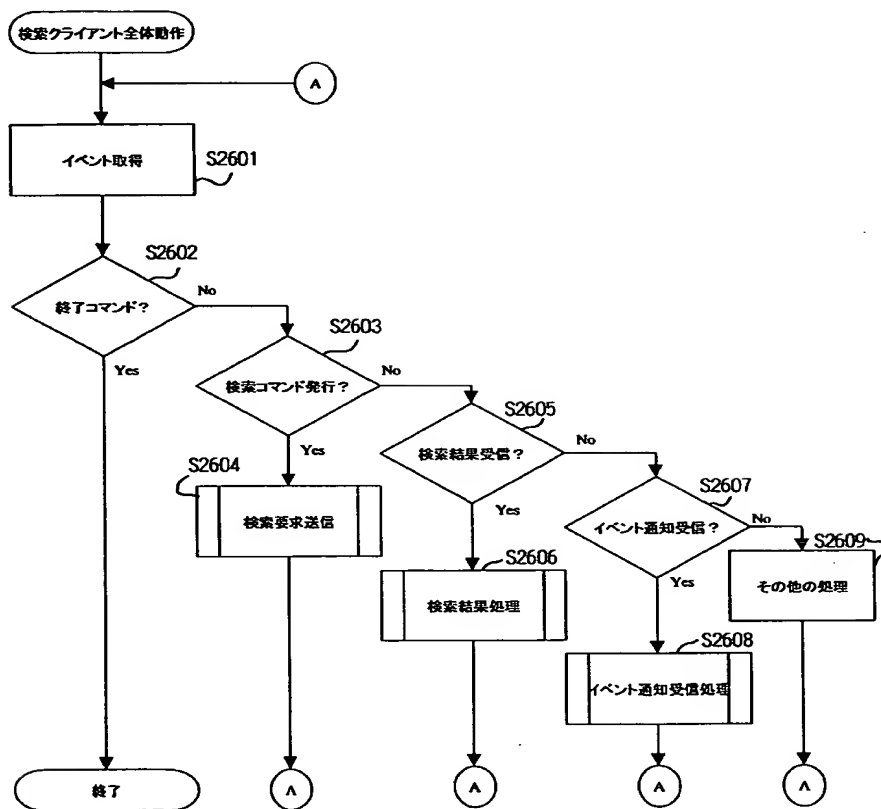 検索クライアント全体動作
A
イベント取得
S2601
S2602
終了コマンド?
No
Yes
S2603
検索コマンド発行?
No
Yes
S2604
検索要求送信
S2605
検索結果受信?
No
Yes
S2606
検索結果処理
S2607
イベント通知受信?
No
Yes
S2608
イベント通知受信処理
S2609
その他の処理
終了
A
A
A
A